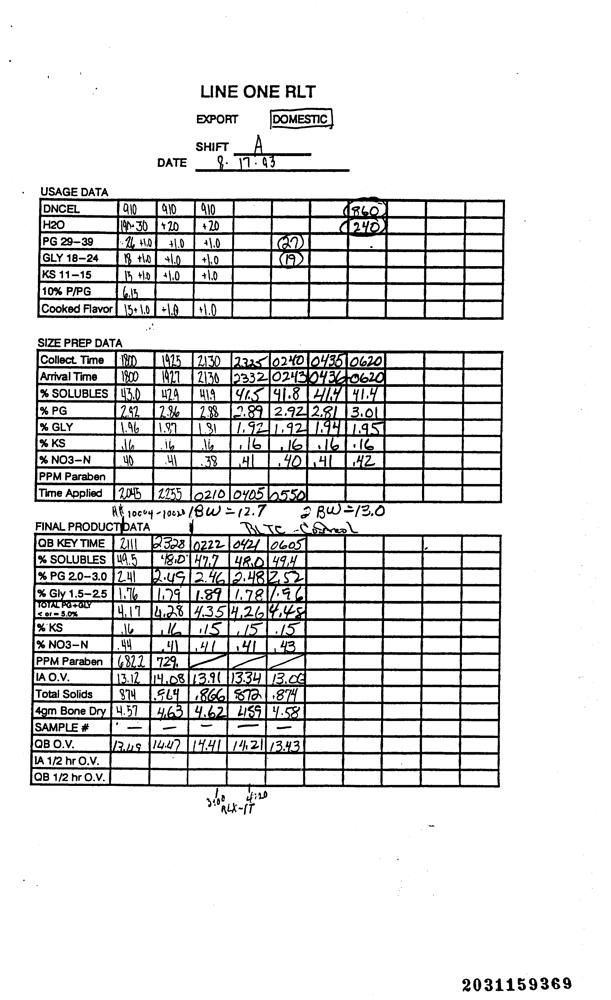 LINE ONE RLT
EXPORT DOMESTIC
SHIFT A
DATE 8-17-93
USAGE DATA
DNCEL 910 910 910 860
H2O +20 +20 240
PG 29-39 26 +1.0 +1.0 +1.0 27
GLY 18-24 18 +1.0 +1.0 +1.0 19
KS 11-15 15 +1.0 +1.0 +1.0
10% P/PG 6.15
Cooked Flavor 15+1.0 +1.0 +1.0
SIZE PREP DATA
Collect. Time 1800 1925 2130 2325 0240 0435 0620
Arrival Time 1800 1927 2130 2332 0243 0436 0620
% SOLUBLES 43.0 42.9 41.9 41.5 41.8 41.4 41.4
% PG 2.92 2.86 2.88 2.89 2.92 2.81 3.01
% GLY 1.96 1.87 1.81 1.92 1.92 1.94 1.95
% KS .16 .16 .16 .16 .16 .16 .16
% NO3-N 40 .41 .38 .41 .40 .41 .42
PPM Paraben
Time Applied 2045 2255 0210 0405 0550
1 BW = 12.7 2 BW = 13.0
FINAL PRODUCT DATA Control
QB KEY TIME 2111 2328 0222 0421 0605
% SOLUBLES 49.5 48.0 47.7 48.0 49.4
% PG 2.0-3.0 2.41 2.49 2.46 2.48 2.52
% Gly 1.5-2.5 1.76 1.79 1.89 1.78 1.96
TOTAL PG+GLY
< or = 5.0% 4.17 4.28 4.35 4.26 4.48
% KS .16 .16 .15 .15 .15
% NO3-N .44 .41 .41 .41 .43
PPM Paraben 682.2 729.
IA O.V. 13.12 14.08 13.91 13.34 13.00
Total Solids 874 .864 .866 872 .874
4gm Bone Dry 4.57 4.63 4.62 4.59 4.58
SAMPLE # — — — — —
QB O.V. 13.49 14.47 14.41 14.21 13.43
IA 1/2 hr O.V.
QB 1/2 hr O.V.
3:00 4:20
RLX-IT
2031159369